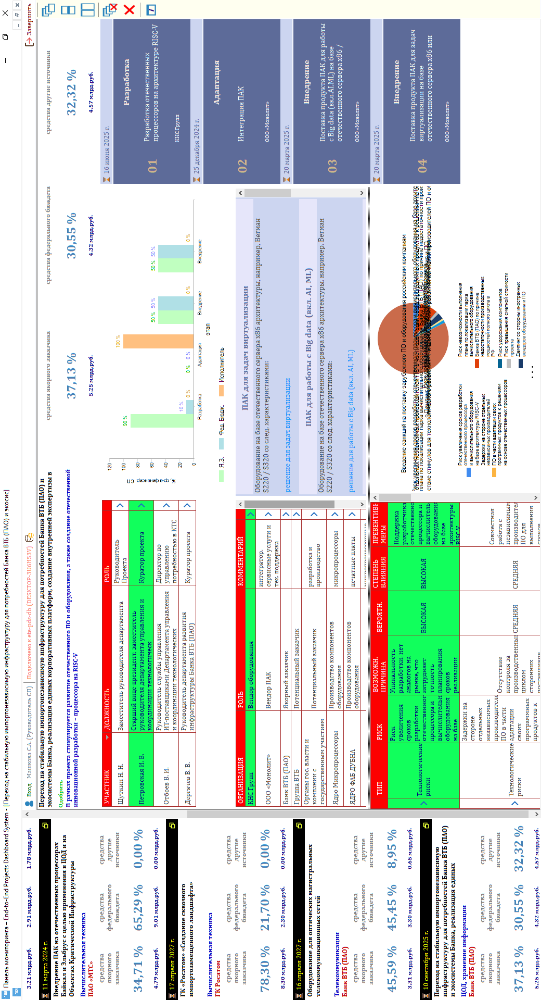 Панель мониторинга – End-to-End Projects Dashboard System - [Переход на стабильную импортонезависимую инфраструктуру для потребностей Банка ВТБ (ПАО) и экосис]
Вход
Машкова С.А. (Руководитель СП)
Подключено к ete-pds-db (DESKTOP-3U6H53V)
Завершить
3,21 млрд.руб.
2,91 млрд.руб.
1,78 млрд.руб.
11 марта 2024 г.
Внедрение ПАК на отечественных процессорах
Байкал и Эльбрус с целью применения в ЦОД и на
Объектах Критической Инфраструктуры
Вычислительная техника
ПАО «МТС»
средства якорного заказчика
средства федерального бюджета
средства другие источники
34,71 %
65,29 %
0,00 %
4,79 млрд.руб.
9,01 млрд.руб.
0,00 млрд.руб.
17 апреля 2027 г.
ГК «Росатом» «Создание сквозного
импортозамещенного ландшафта»
Вычислительная техника
ГК Росатом
средства якорного заказчика
средства федерального бюджета
средства другие источники
78,30 %
21,70 %
0,00 %
8,30 млрд.руб.
2,30 млрд.руб.
0,00 млрд.руб.
16 апреля 2027 г.
Оборудование для оптических магистральных
телекоммуникационных сетей
Телекоммуникации
Банк ВТБ (ПАО)
средства якорного заказчика
средства федерального бюджета
средства другие источники
45,59 %
45,45 %
8,95 %
3,31 млрд.руб.
3,30 млрд.руб.
0,65 млрд.руб.
10 сентября 2025 г.
Переход на стабильную импортонезависимую
инфраструктуру для потребностей Банка ВТБ (ПАО)
и экосистемы Банка, реализация единых
ЦОД, хранение информации
Банк ВТБ (ПАО)
средства якорного заказчика
средства федерального бюджета
средства другие источники
37,13 %
30,55 %
32,32 %
5,25 млрд.руб.
4,32 млрд.руб.
4,57 млрд.руб.
Переход на стабильную импортонезависимую инфраструктуру для потребностей Банка ВТБ (ПАО) и
экосистемы Банка, реализация единых корпоративных платформ, создание внутренней экспертизы в
Одобрить
В рамках проекта стимулируется развитие отечественного ПО и оборудования, а также создание отечественной
инновационной разработки – процессора на RISC-V
средства якорного заказчика
37,13 %
5,25 млрд.руб.
средства федерального бюджета
30,55 %
4,32 млрд.руб.
средства другие источники
32,32 %
4,57 млрд.руб.
УЧАСТНИК ДОЛЖНОСТЬ РОЛЬ
Шуткин Н. Н. Заместитель руководителя департамента Руководитель Проекта
Петровская И. В. Старший вице-президент, заместитель руководителя департамента управления и координации технологическ Куратор проекта
Отбоев В. И. Руководитель службы управления ИТ-поставщиками Департамента управления и координации технологических Директор по управлению потребностью в КТС
Дергачев В. В. Руководитель департамента развития инфраструктуры Банка ВТБ (ПАО) Куратор проекта
%, ср-в финансир. СП
120
100
80
60
40
20
0
90 %
10 %
0 %
0 %
0 %
100 %
50 %
50 %
0 %
50 %
50 %
0 %
Разработка
Адаптация
Внедрение
Внедрение
этап
Я.З.
Фед. Бюдж.
Исполнитель
16 июня 2025 г.
01
Разработка
Разработка отечественных
процессоров на архитектуре RISC-V
КНС Групп
25 декабря 2024 г.
02
Адаптация
Интеграция ПАК
ООО «Монолит»
20 марта 2025 г.
03
Внедрение
Поставка продукта ПАК для работы
с Big data (вкл.AI,ML) на базе
отечественного сервера x86 /
ООО «Монолит»
20 марта 2025 г.
04
Внедрение
Поставка продукта ПАК для задач
виртуализации на базе
отечественного сервера x86 или
ООО «Монолит»
ОРГАНИЗАЦИЯ РОЛЬ КОММЕНТАРИЙ
КНС Групп Вендор оборудования
ООО «Монолит» Вендор ПАК интегратор, сервисные услуги и тех. поддержка
Банк ВТБ (ПАО) Якорный заказчик
Группа ВТБ Потенциальный заказчик
Органы гос. власти и компании с государственным участием Потенциальный заказчик разработка и производство
Ядро Микропроцессоры Производство компонентов оборудования микропроцессоры
ЯДРО ФАБ ДУБНА Производство компонентов оборудования печатные платы
ПАК для задач виртуализации
Оборудование на базе отечественного сервера x86 архитектуры, например, Вегман
S220 / S320 со след. характеристиками:
решение для задач виртуализации
ПАК для работы с Big data (вкл. AI, ML)
Оборудование на базе отечественного сервера x86 архитектуры, например, Вегман
S220 / S320 со след. характеристиками:
решение для работы с Big data (вкл. AI, ML)
ТИП РИСК ВОЗМОЖН. ПРИЧИНА ВЕРОЯТН. СТЕПЕНЬ ВЛИЯНИЯ ПРЕВЕНТИВН МЕРЫ
Технологические риски
Риск увеличения сроков разработки отечественног процессора и вычислительн оборудования на базе
Уникальность разработки, нет аналогов на рынке, что затрудняет точность планирования сроков реализации
ВЫСОКАЯ
ВЫСОКАЯ
Поддержка разработчика отечественно процессора и вычислитель оборудования на базе архитектуры RISC-V
Технологические риски
Задержки на стороне отдельных независимых производителе ПО в части адаптации своих программных продуктов к
Отсутствие контроля за производственны циклом сторонних поставщиков
СРЕДНЯЯ
СРЕДНЯЯ
Совместная работа с независимым производител ПО для выполнения сроков
Введение санкций на поставку зарубежного ПО и оборудования российским компаниям
Риск увеличения сроков разработки
отечественного процессора
и вычислительного оборудования
на базе архитектуры RISC-V
Задержки на стороне отдельных
независимых производителей
ПО в части адаптации своих
программных продуктов к решениям
на основе отечественных процессоров
Риск невозможности выполнения
плана по локализации парка
вычислительного оборудования
Банка ВТБ (ПАО) по причине
недостаточности производственных
мощностей полного цикла в
РФ
Риск удорожания компонентов
Риск превышения сметной стоимости
проекта
Демпинг со стороны иностранных
вендоров оборудования и ПО
...